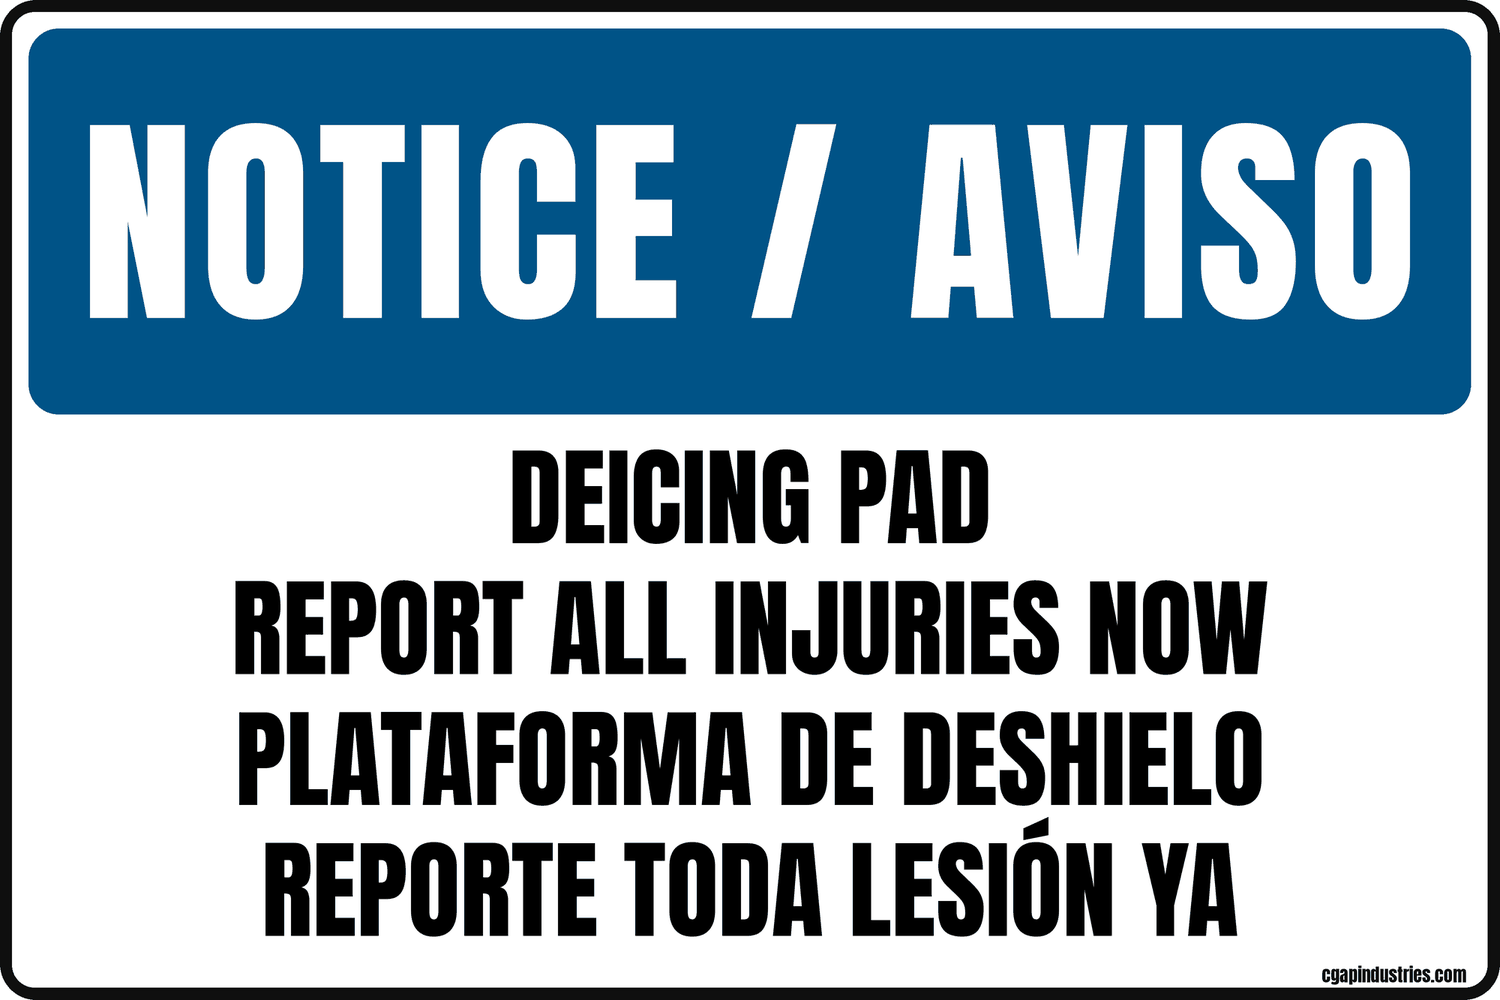 NOTICE / AVISO
DEICING PAD
REPORT ALL INJURIES NOW
PLATAFORMA DE DESHIELO
REPORTE TODA LESIÓN YA
cgapindustries.com